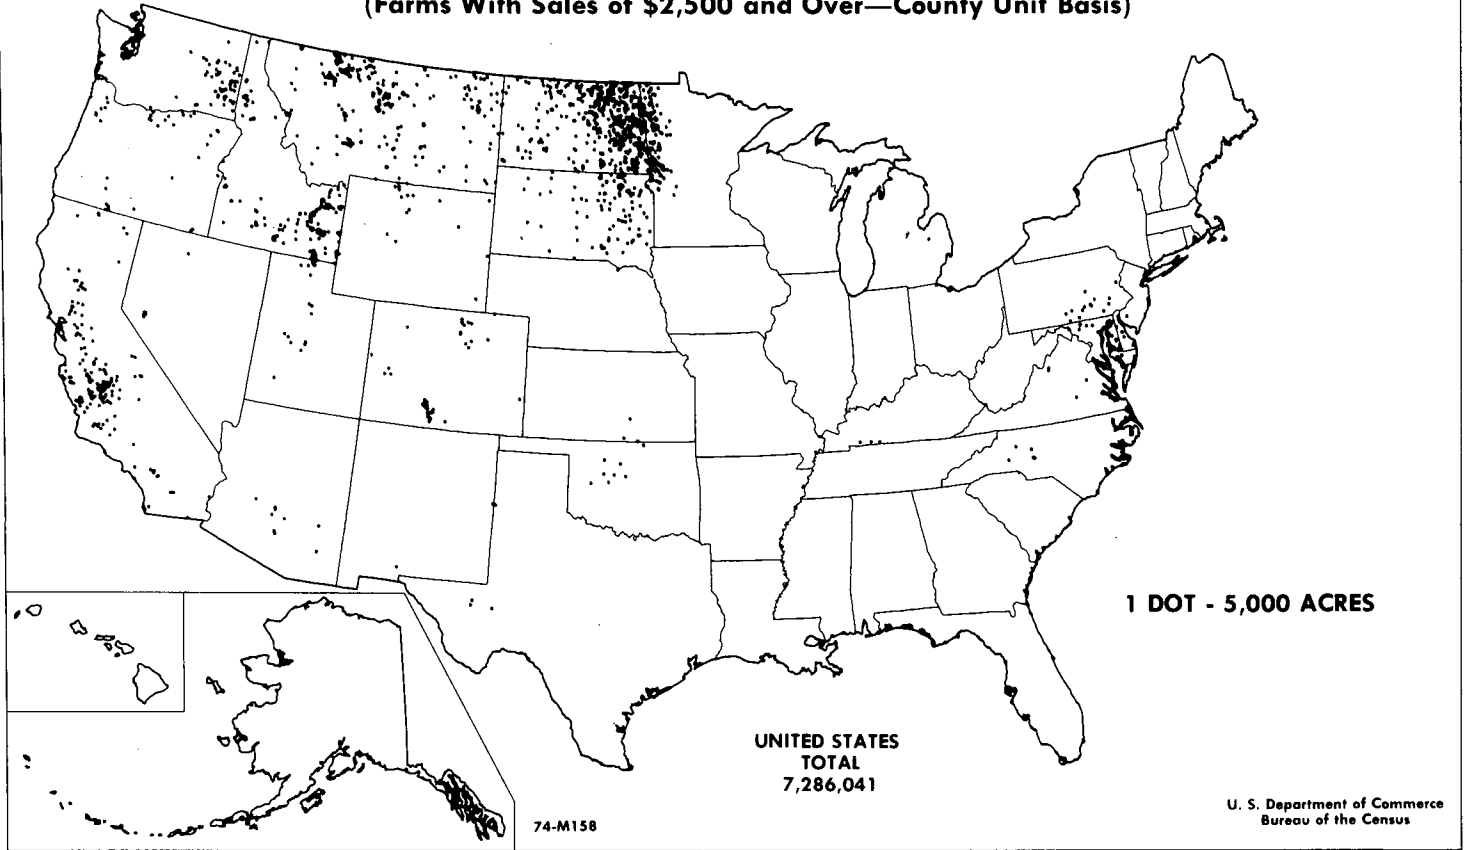 (Farms With Sales of $2,500 and Over—County Unit Basis)
1 DOT - 5,000 ACRES
UNITED STATES
TOTAL
7,286,041
74-M158
U. S. Department of Commerce
Bureau of the Census